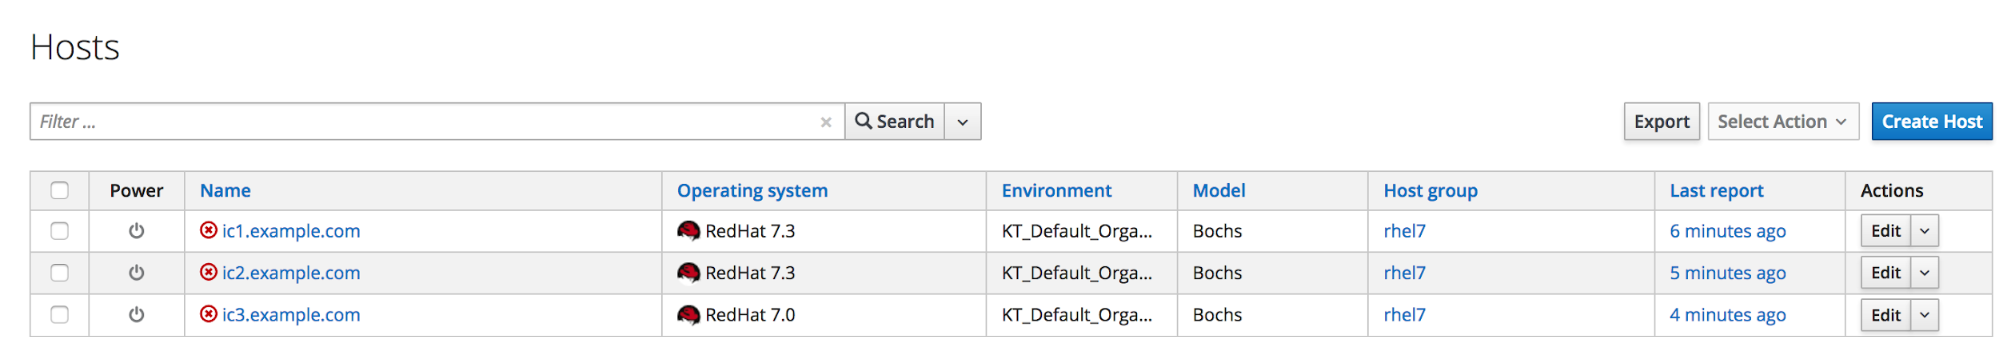 Hosts
Filter ... Search Export Select Action Create Host
Power Name Operating system Environment Model Host group Last report Actions
ic1.example.com RedHat 7.3 KT_Default_Orga... Bochs rhel7 6 minutes ago Edit
ic2.example.com RedHat 7.3 KT_Default_Orga... Bochs rhel7 5 minutes ago Edit
ic3.example.com RedHat 7.0 KT_Default_Orga... Bochs rhel7 4 minutes ago Edit